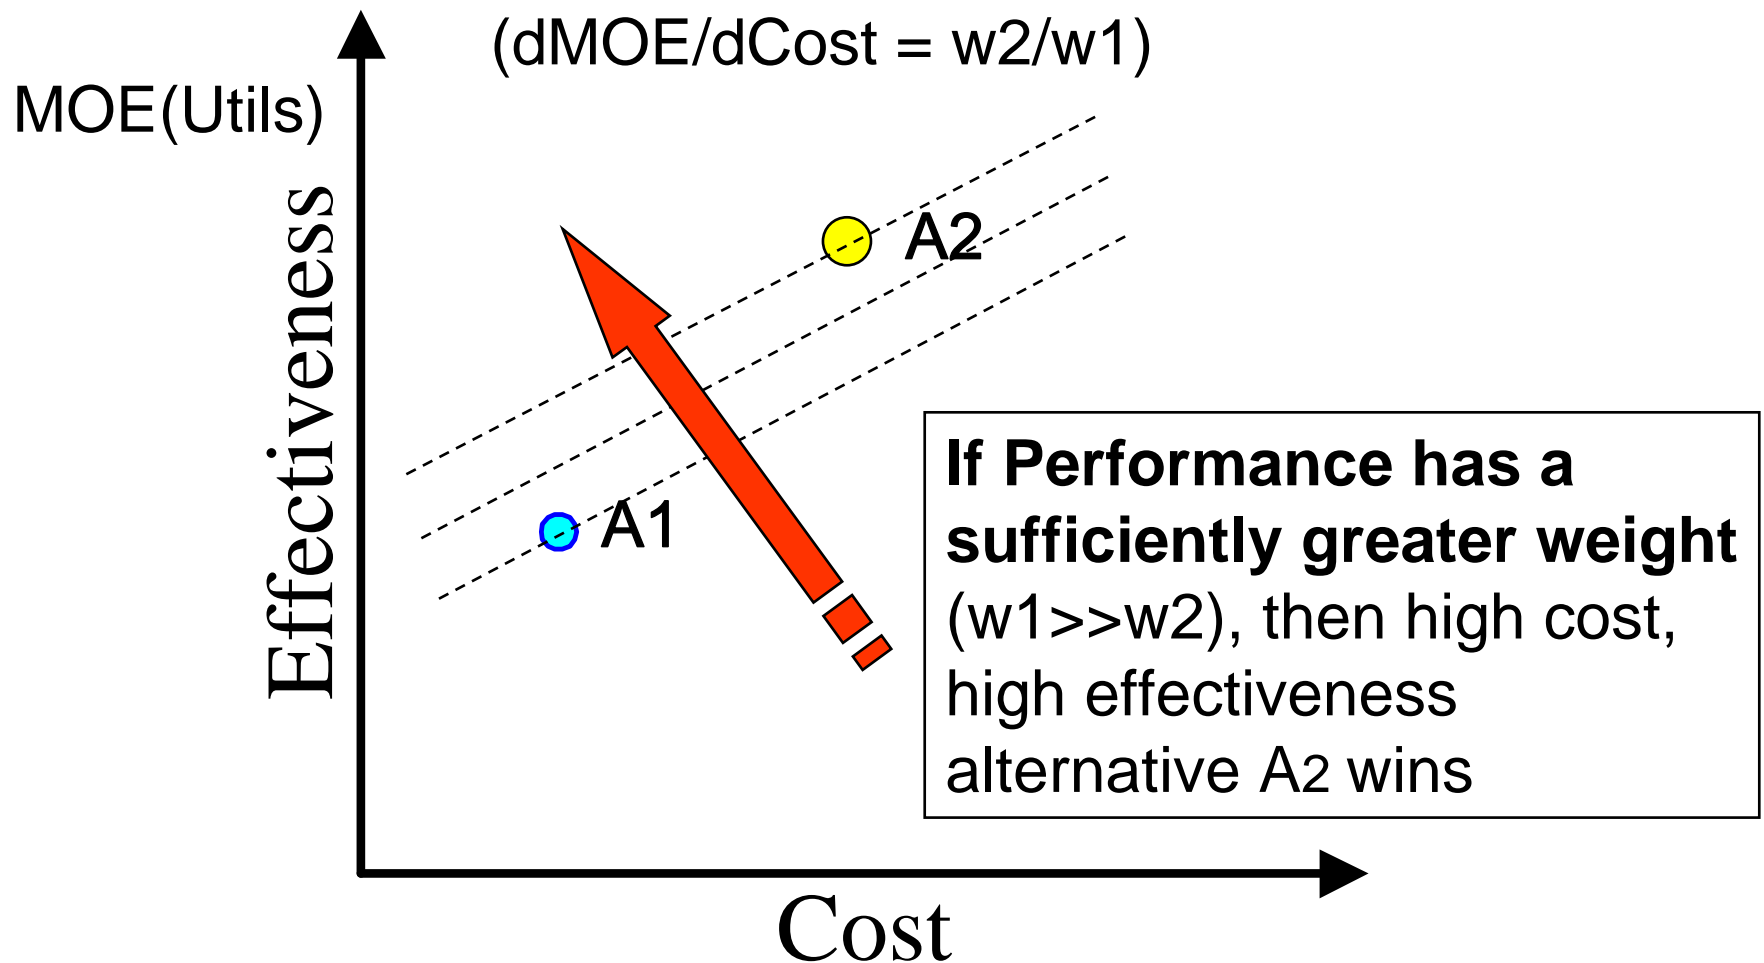 (dMOE/dCost = w2/w1)
MOE(Utils)
Effectiveness
A2
A1
If Performance has a
sufficiently greater weight
(w1>>w2), then high cost,
high effectiveness
alternative A2 wins
Cost